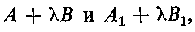 A + λB и A₁ + λB₁,